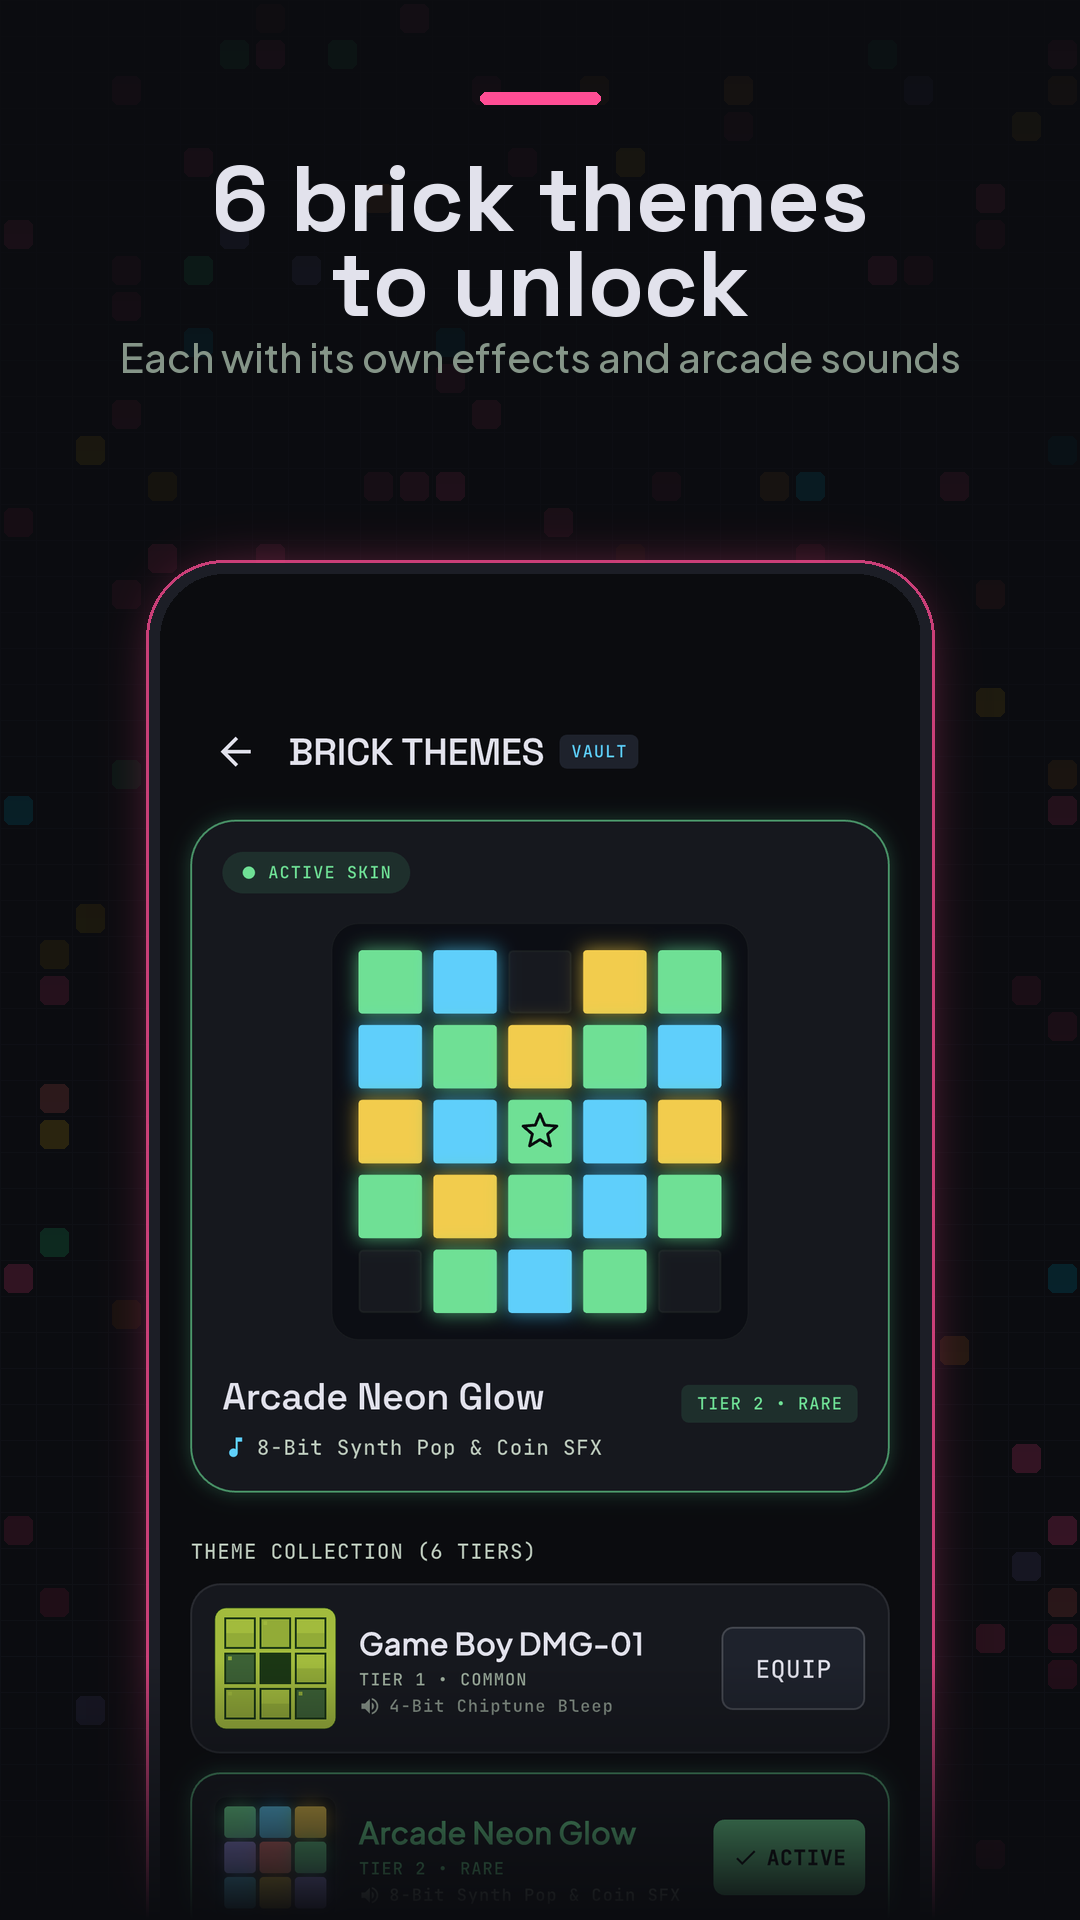 6 brick themes
to unlock
Each with its own effects and arcade sounds
BRICK THEMES VAULT
ACTIVE SKIN
Arcade Neon Glow
TIER 2 • RARE
8-Bit Synth Pop & Coin SFX
THEME COLLECTION (6 TIERS)
Game Boy DMG-01
TIER 1 • COMMON
4-Bit Chiptune Bleep
EQUIP
Arcade Neon Glow
TIER 2 • RARE
8-Bit Synth Pop & Coin SFX
ACTIVE